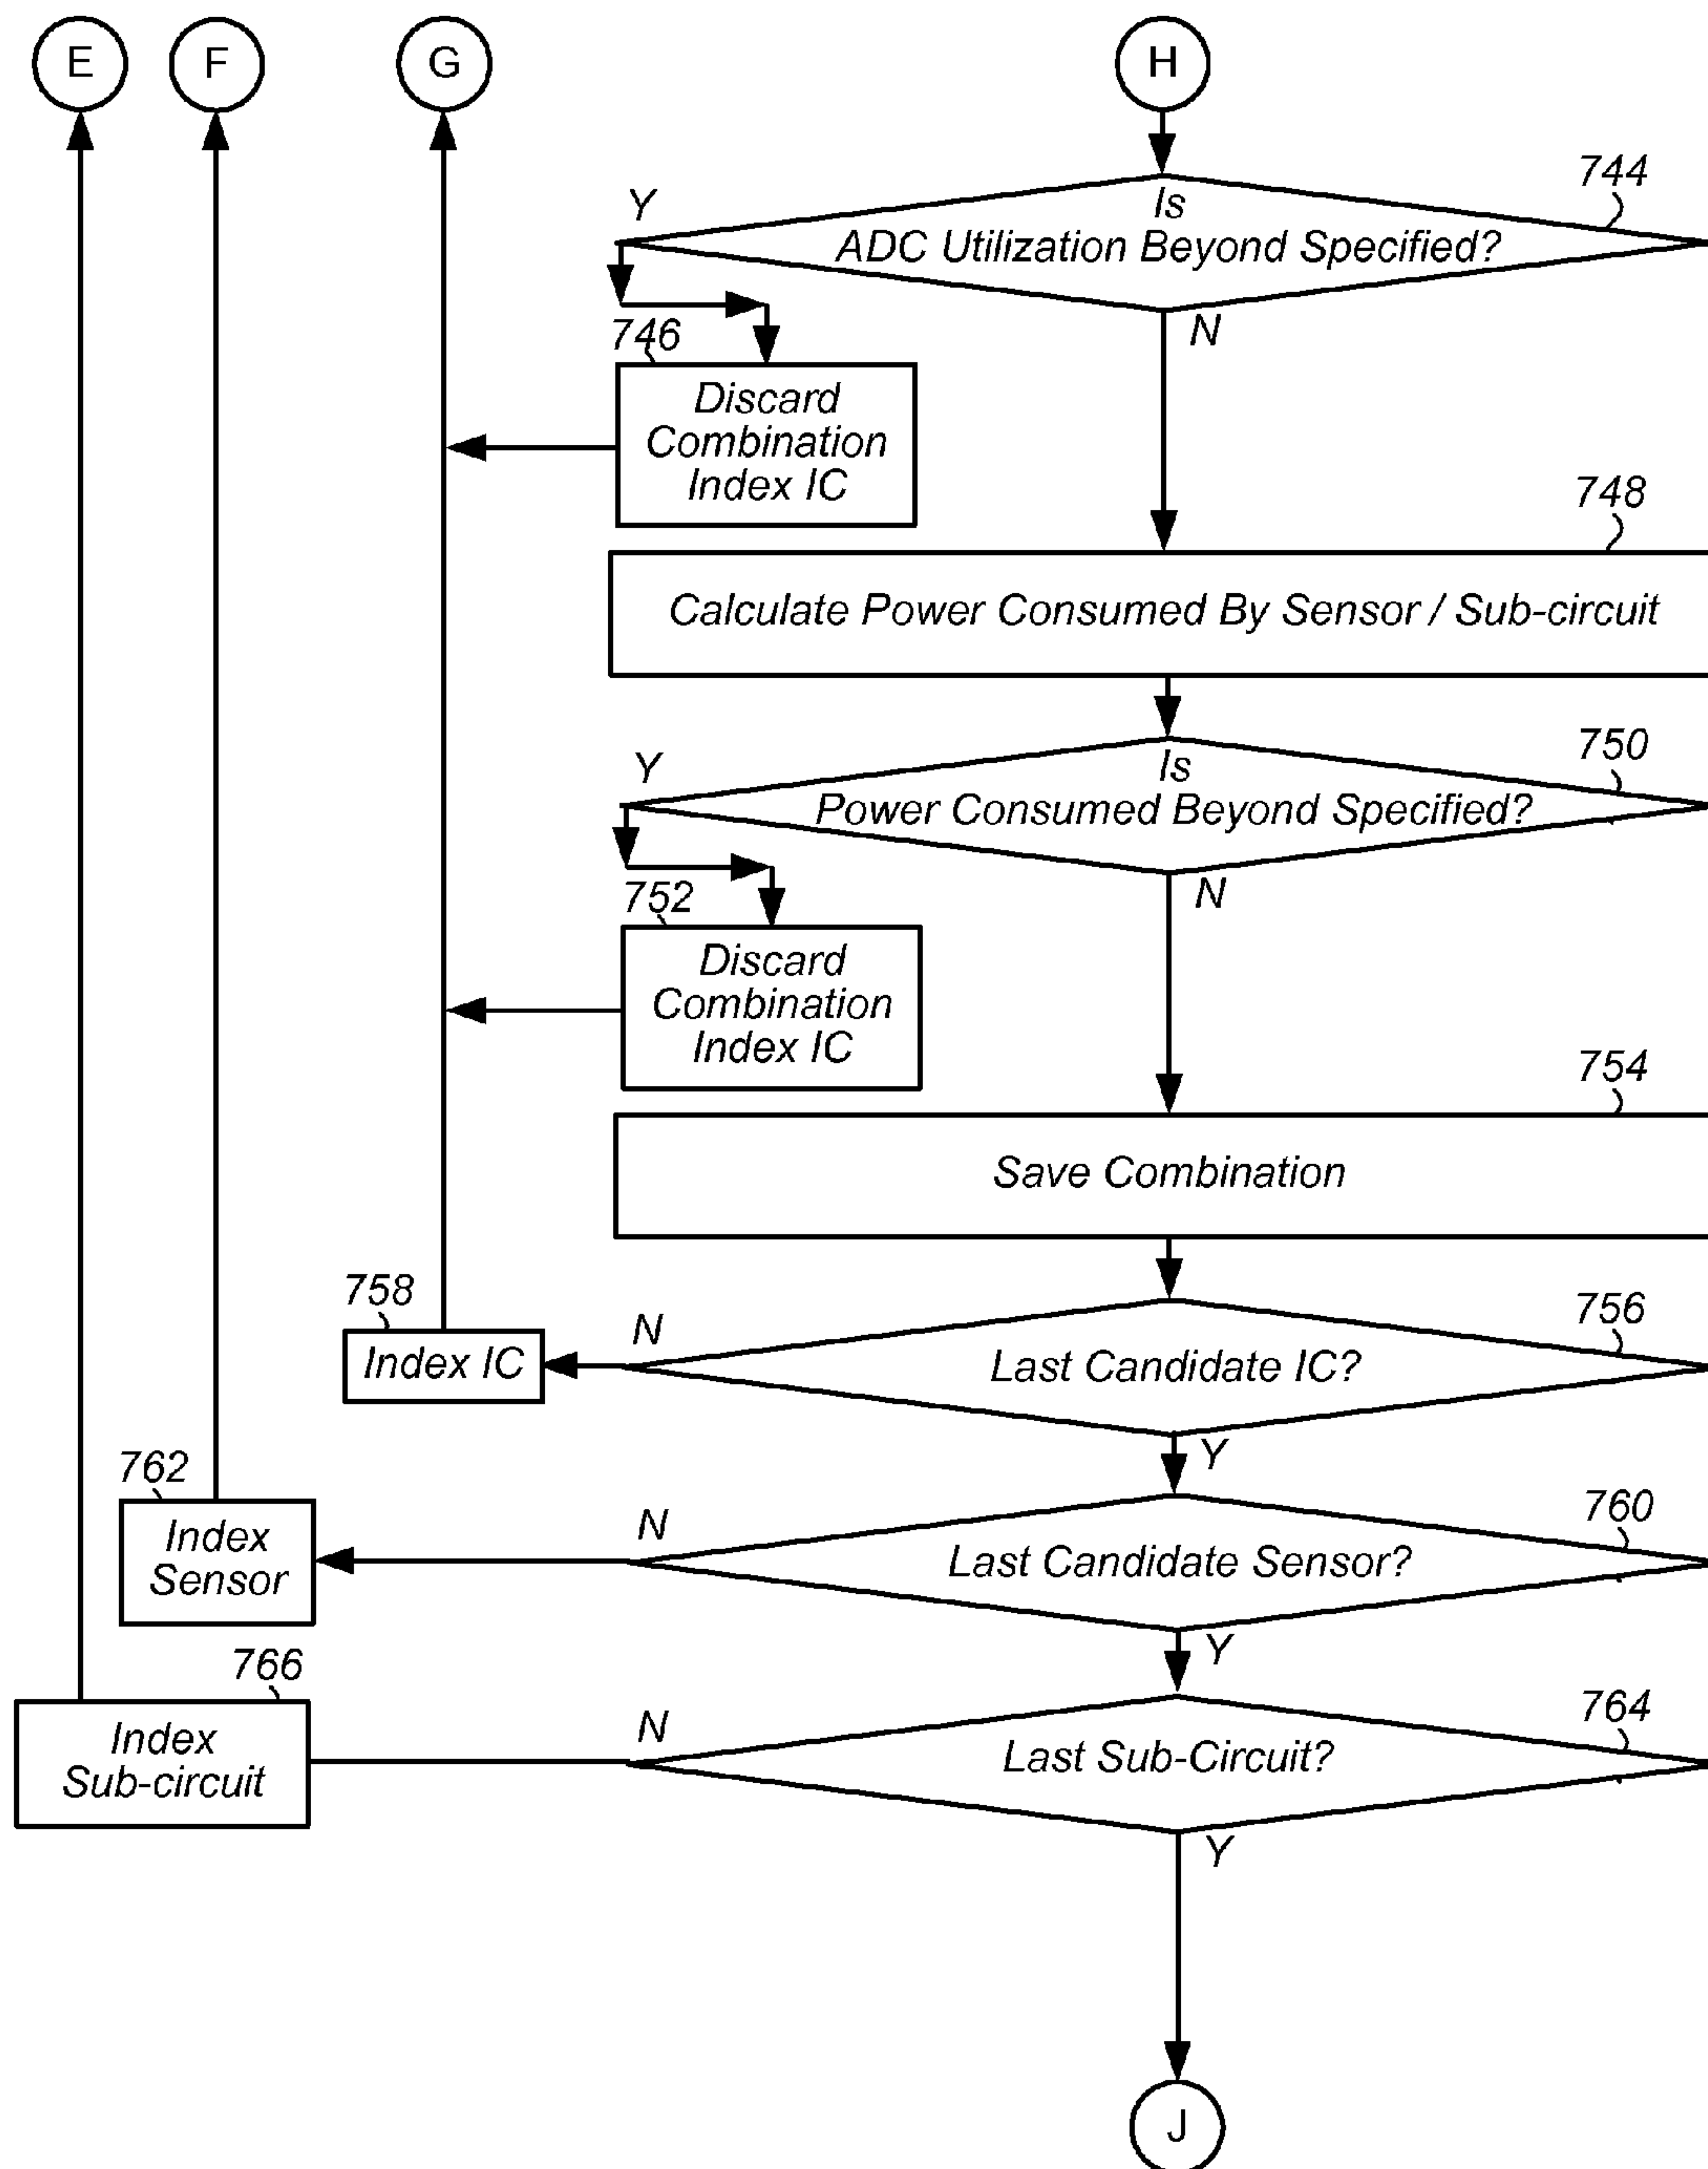 E
F
G
H
744
Y
Is
ADC Utilization Beyond Specified?
N
746
Discard
Combination
Index IC
748
Calculate Power Consumed By Sensor / Sub-circuit
750
Y
Is
Power Consumed Beyond Specified?
N
752
Discard
Combination
Index IC
754
Save Combination
758
756
N
Index IC
Last Candidate IC?
Y
762
760
N
Index
Sensor
Last Candidate Sensor?
Y
766
764
N
Index
Sub-circuit
Last Sub-Circuit?
Y
J